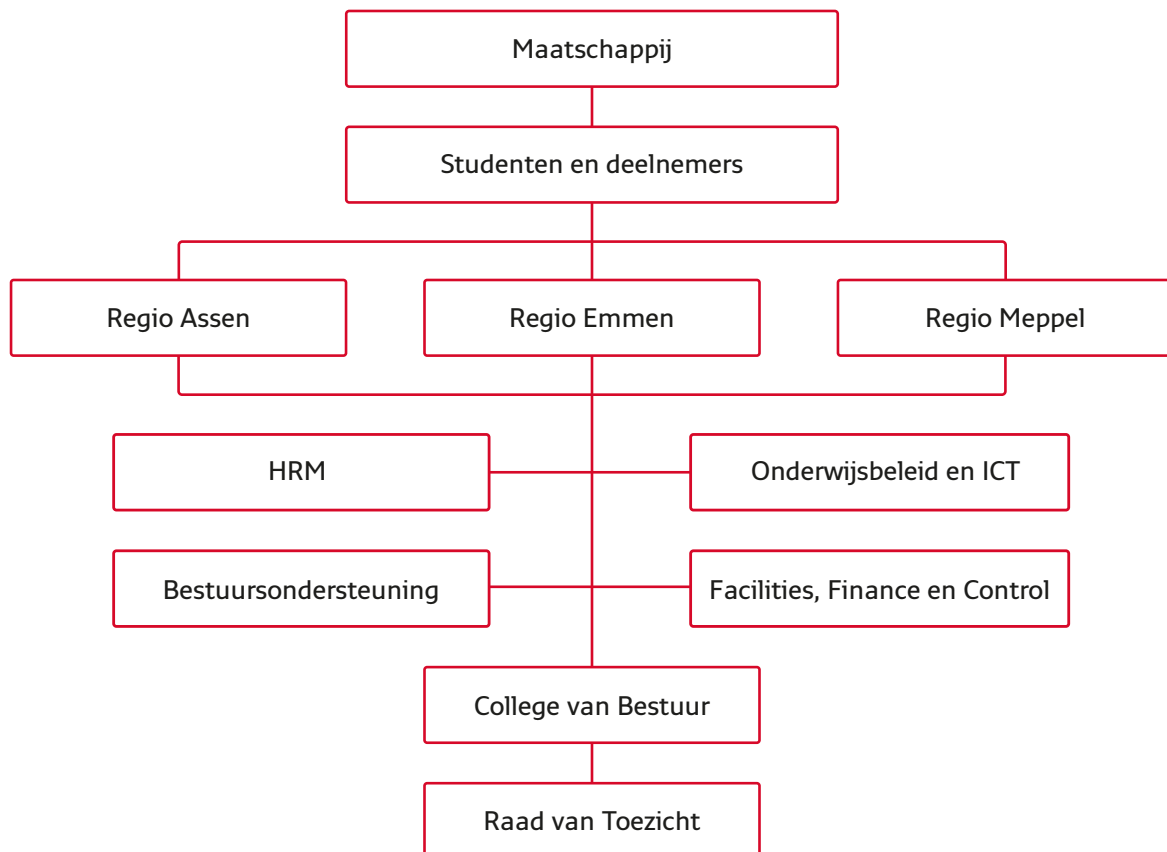 Maatschappij
Studenten en deelnemers
Regio Assen
Regio Emmen
Regio Meppel
HRM
Onderwijsbeleid en ICT
Bestuursondersteuning
Facilities, Finance en Control
College van Bestuur
Raad van Toezicht